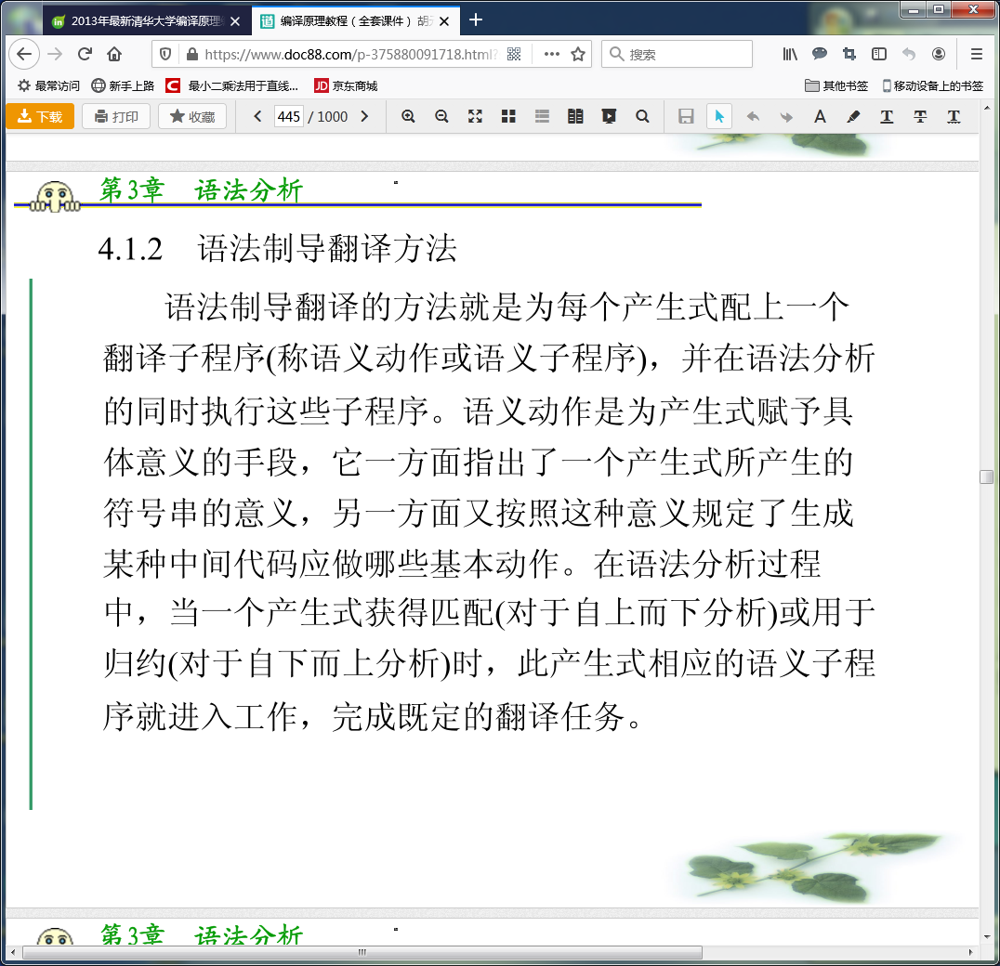 2013年最新清华大学编译原理
编译原理教程（全套课件）胡
https://www.doc88.com/p-375880091718.html?
搜索
最常访问 新手上路 最小二乘法用于直线... 京东商城 其他书签 移动设备上的书签
下载 打印 收藏 445 / 1000
第3章 语法分析
4.1.2 语法制导翻译方法
语法制导翻译的方法就是为每个产生式配上一个
翻译子程序(称语义动作或语义子程序)，并在语法分析
的同时执行这些子程序。语义动作是为产生式赋予具
体意义的手段，它一方面指出了一个产生式所产生的
符号串的意义，另一方面又按照这种意义规定了生成
某种中间代码应做哪些基本动作。在语法分析过程
中，当一个产生式获得匹配(对于自上而下分析)或用于
归约(对于自下而上分析)时，此产生式相应的语义子程
序就进入工作，完成既定的翻译任务。
第3章 语法分析